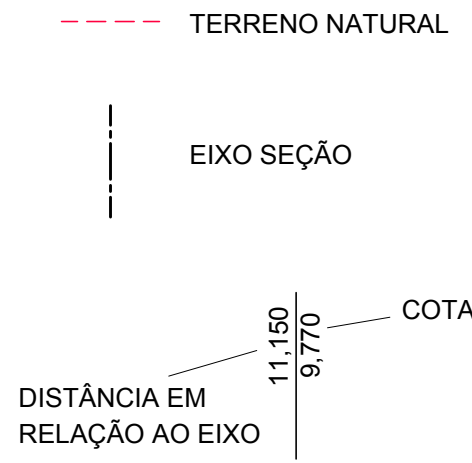 TERRENO NATURAL
EIXO SEÇÃO
11,150
9,770
COTA
DISTÂNCIA EM
RELAÇÃO AO EIXO